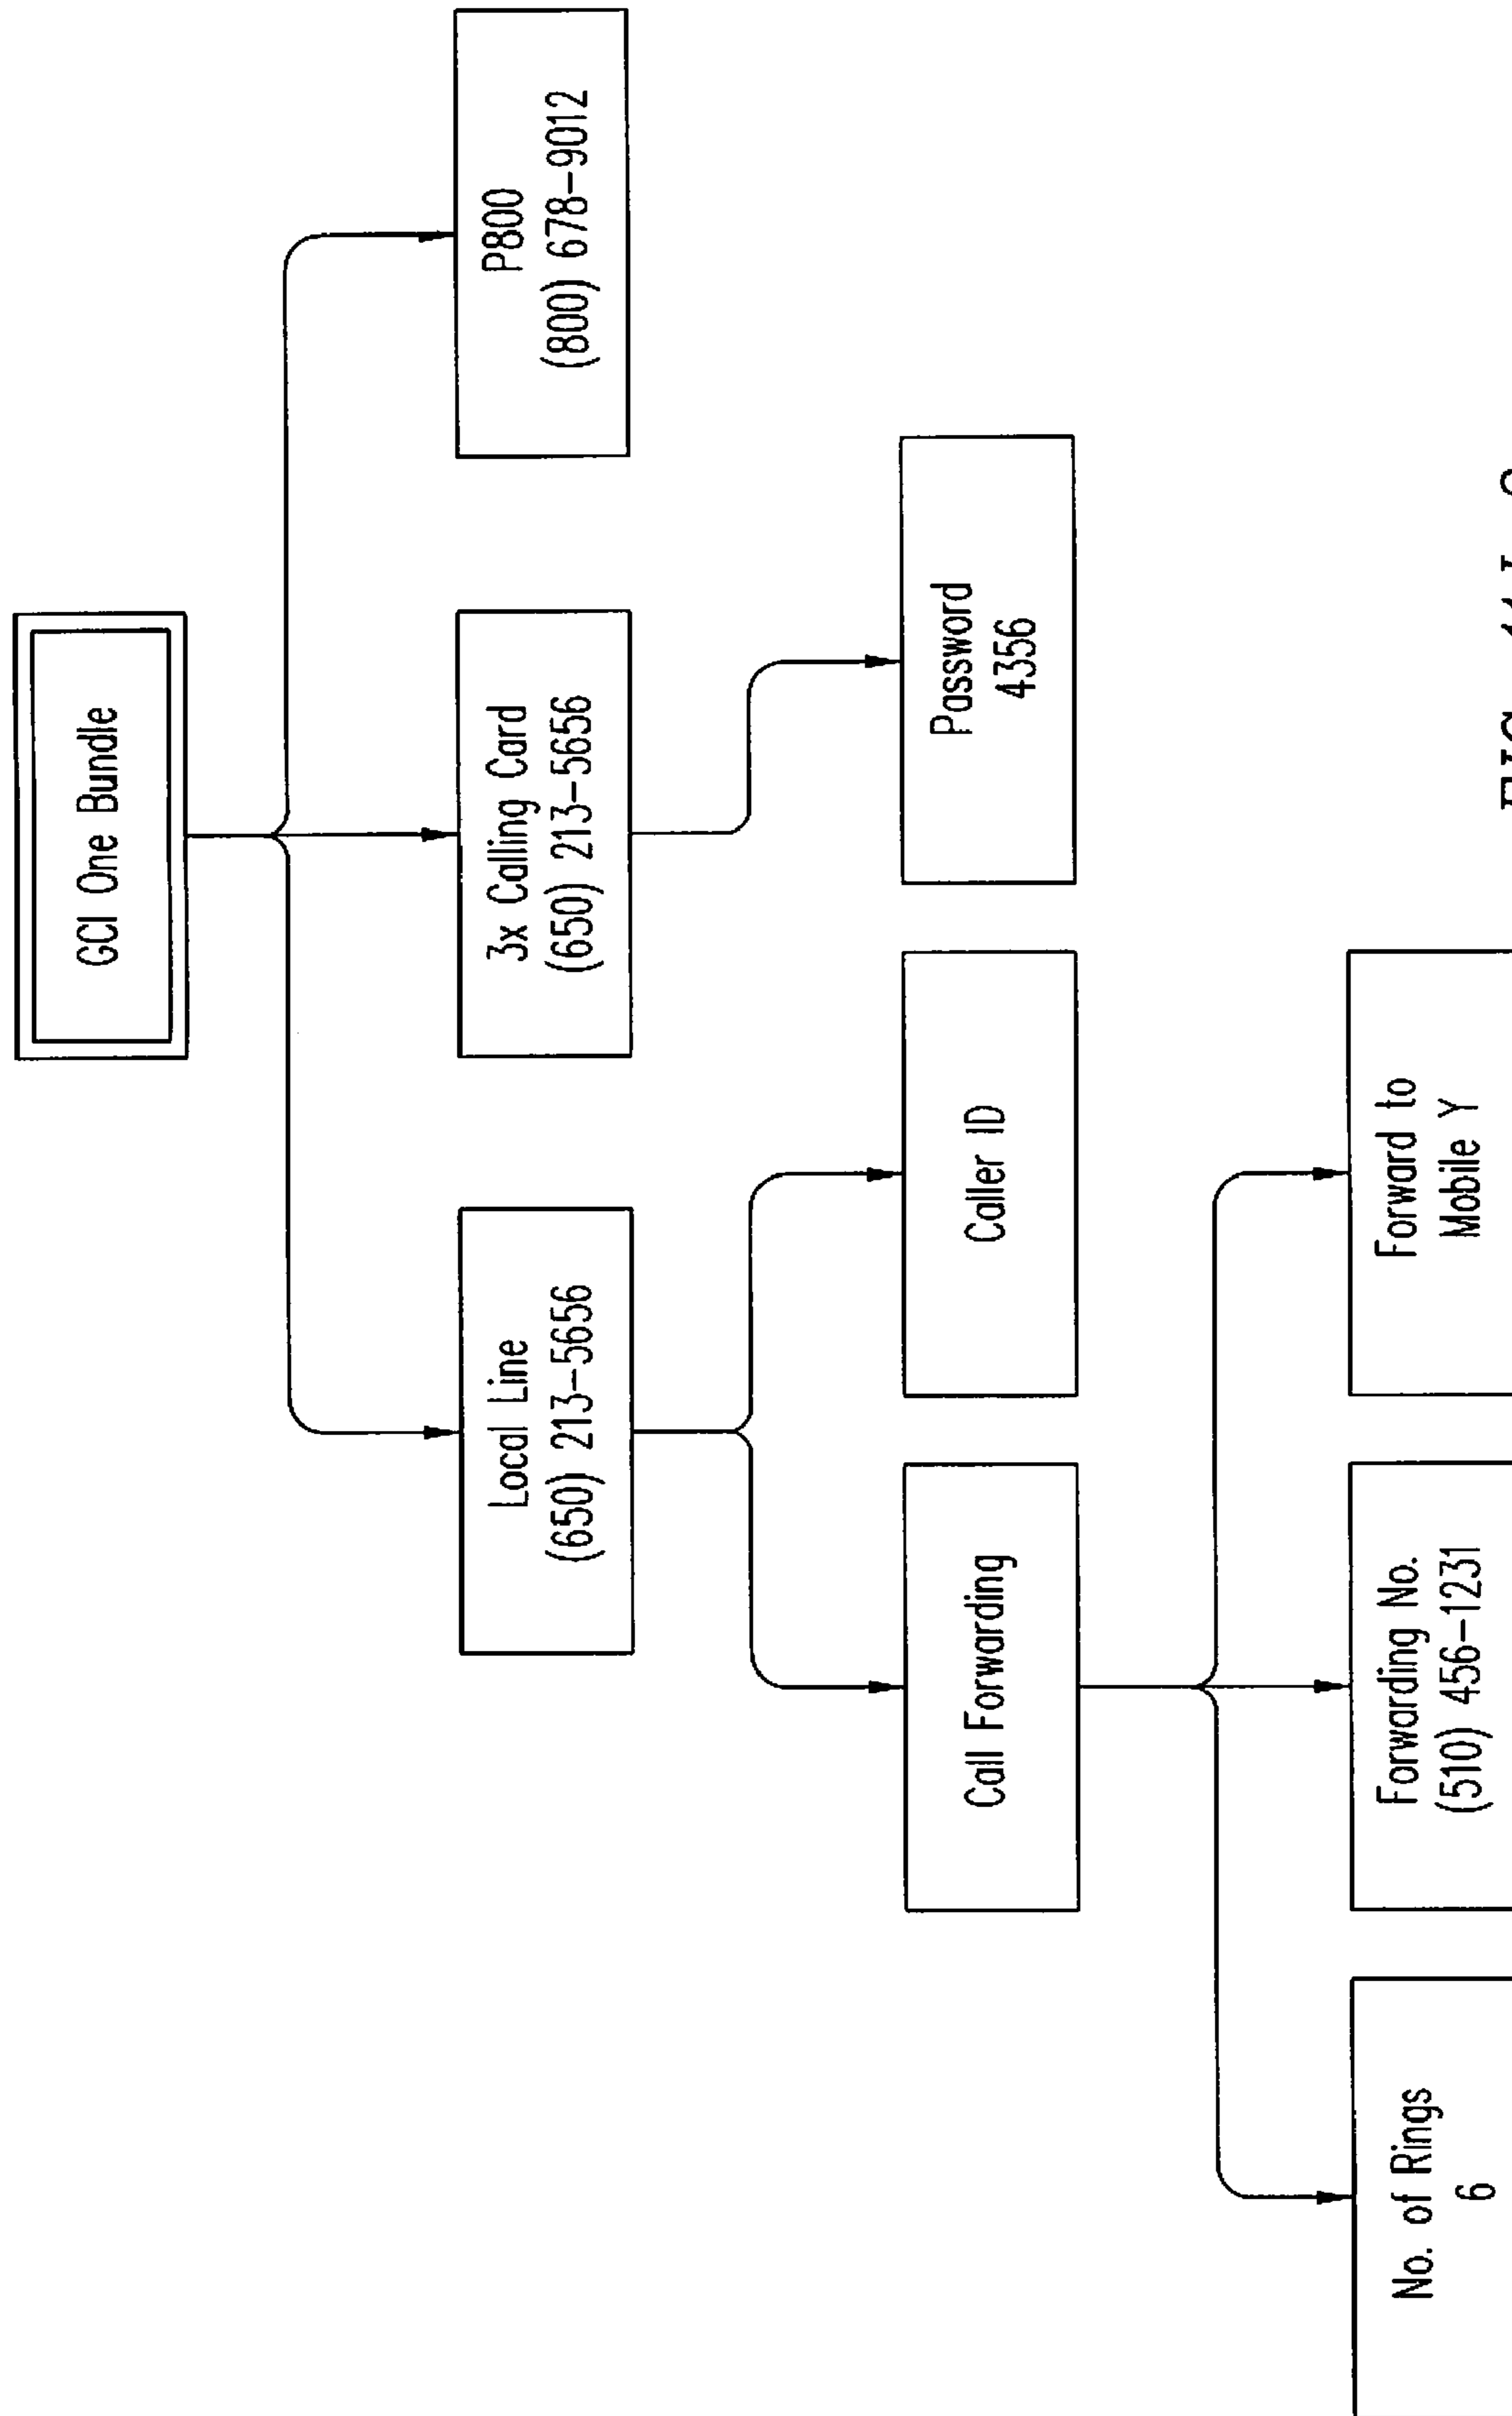 GCI One Bundle
Local Line
(650) 213-5656
3x Calling Card
(650) 213-5656
P800
(800) 678-9012
Call Forwarding
Caller ID
Password
4356
No. of Rings
6
Forwarding No.
(510) 456-1231
Forward to
Mobile Y
FIG.